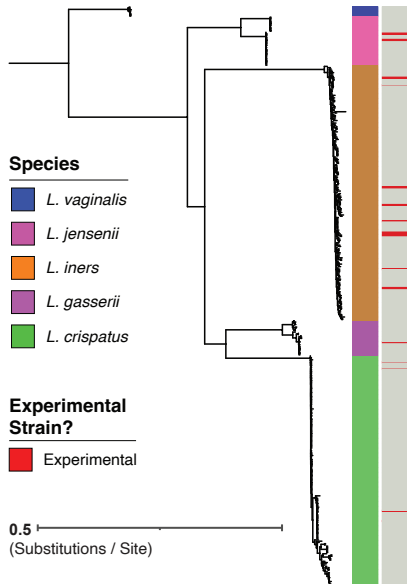 Species
L. vaginalis
L. jensenii
L. iners
L. gasserii
L. crispatus
Experimental
Strain?
Experimental
0.5
(Substitutions / Site)